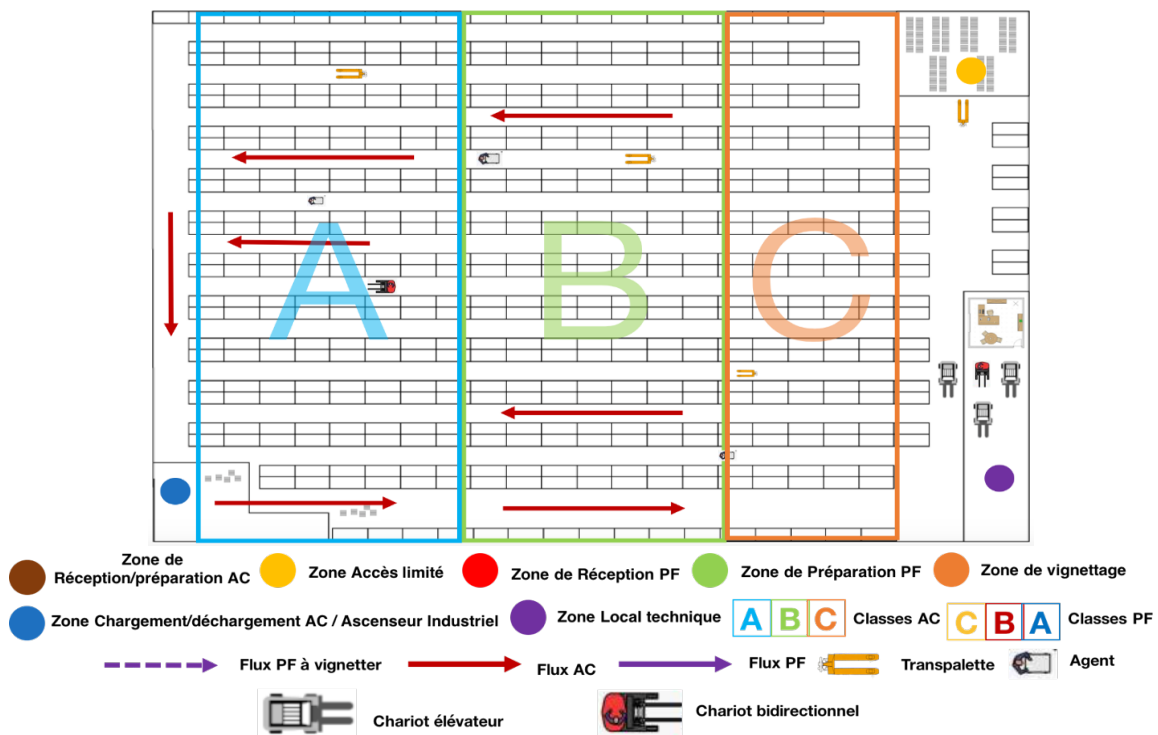 A B C
Zone de
Réception/préparation AC
Zone Accès limité
Zone de Réception PF
Zone de Préparation PF
Zone de vignettage
Zone Chargement/déchargement AC / Ascenseur Industriel
Zone Local technique
A B C
Classes AC
C B A
Classes PF
Flux PF à vignetter
Flux AC
Flux PF
Transpalette
Agent
Chariot élévateur
Chariot bidirectionnel